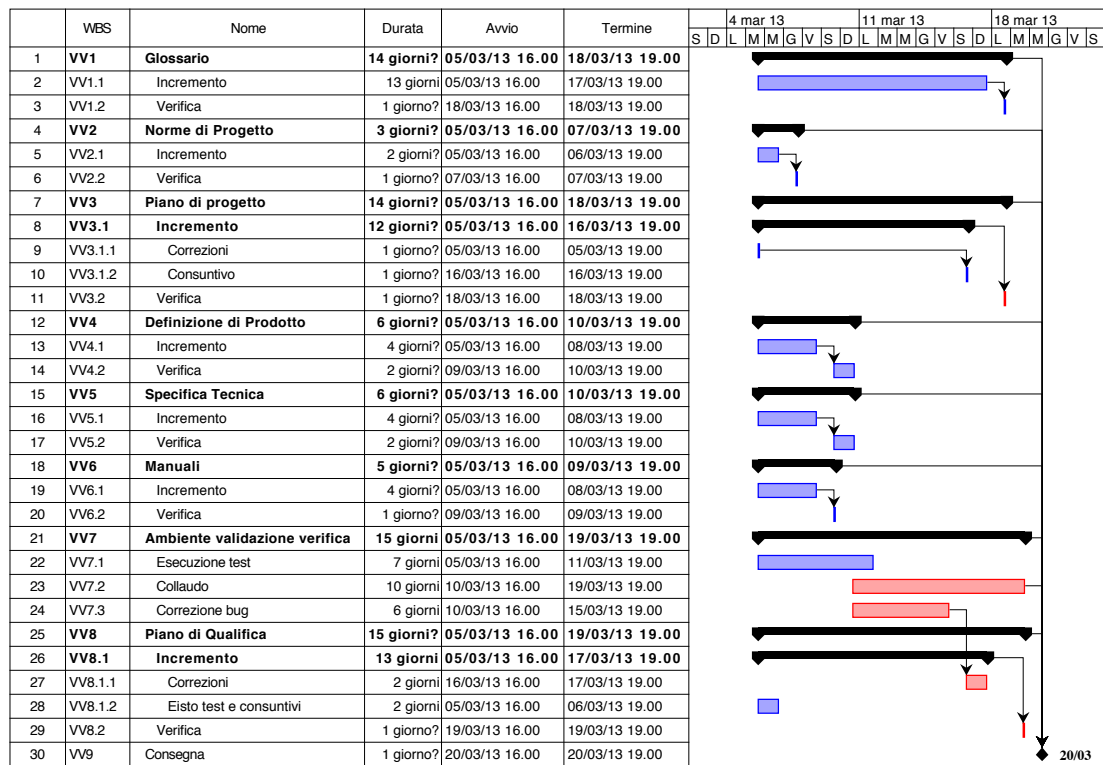 WBS Nome Durata Avvio Termine 4 mar 13 11 mar 13 18 mar 13
S D L M M G V S D L M M G V S D L M M G V S
1 VV1 Glossario 14 giorni? 05/03/13 16.00 18/03/13 19.00
2 VV1.1 Incremento 13 giorni 05/03/13 16.00 17/03/13 19.00
3 VV1.2 Verifica 1 giorno? 18/03/13 16.00 18/03/13 19.00
4 VV2 Norme di Progetto 3 giorni? 05/03/13 16.00 07/03/13 19.00
5 VV2.1 Incremento 2 giorni? 05/03/13 16.00 06/03/13 19.00
6 VV2.2 Verifica 1 giorno? 07/03/13 16.00 07/03/13 19.00
7 VV3 Piano di progetto 14 giorni? 05/03/13 16.00 18/03/13 19.00
8 VV3.1 Incremento 12 giorni? 05/03/13 16.00 16/03/13 19.00
9 VV3.1.1 Correzioni 1 giorno? 05/03/13 16.00 05/03/13 19.00
10 VV3.1.2 Consuntivo 1 giorno? 16/03/13 16.00 16/03/13 19.00
11 VV3.2 Verifica 1 giorno? 18/03/13 16.00 18/03/13 19.00
12 VV4 Definizione di Prodotto 6 giorni? 05/03/13 16.00 10/03/13 19.00
13 VV4.1 Incremento 4 giorni? 05/03/13 16.00 08/03/13 19.00
14 VV4.2 Verifica 2 giorni? 09/03/13 16.00 10/03/13 19.00
15 VV5 Specifica Tecnica 6 giorni? 05/03/13 16.00 10/03/13 19.00
16 VV5.1 Incremento 4 giorni? 05/03/13 16.00 08/03/13 19.00
17 VV5.2 Verifica 2 giorni? 09/03/13 16.00 10/03/13 19.00
18 VV6 Manuali 5 giorni? 05/03/13 16.00 09/03/13 19.00
19 VV6.1 Incremento 4 giorni? 05/03/13 16.00 08/03/13 19.00
20 VV6.2 Verifica 1 giorno? 09/03/13 16.00 09/03/13 19.00
21 VV7 Ambiente validazione verifica 15 giorni 05/03/13 16.00 19/03/13 19.00
22 VV7.1 Esecuzione test 7 giorni 05/03/13 16.00 11/03/13 19.00
23 VV7.2 Collaudo 10 giorni 10/03/13 16.00 19/03/13 19.00
24 VV7.3 Correzione bug 6 giorni 10/03/13 16.00 15/03/13 19.00
25 VV8 Piano di Qualifica 15 giorni? 05/03/13 16.00 19/03/13 19.00
26 VV8.1 Incremento 13 giorni 05/03/13 16.00 17/03/13 19.00
27 VV8.1.1 Correzioni 2 giorni 16/03/13 16.00 17/03/13 19.00
28 VV8.1.2 Eisto test e consuntivi 2 giorni 05/03/13 16.00 06/03/13 19.00
29 VV8.2 Verifica 1 giorno? 19/03/13 16.00 19/03/13 19.00
30 VV9 Consegna 1 giorno? 20/03/13 16.00 20/03/13 19.00 20/03